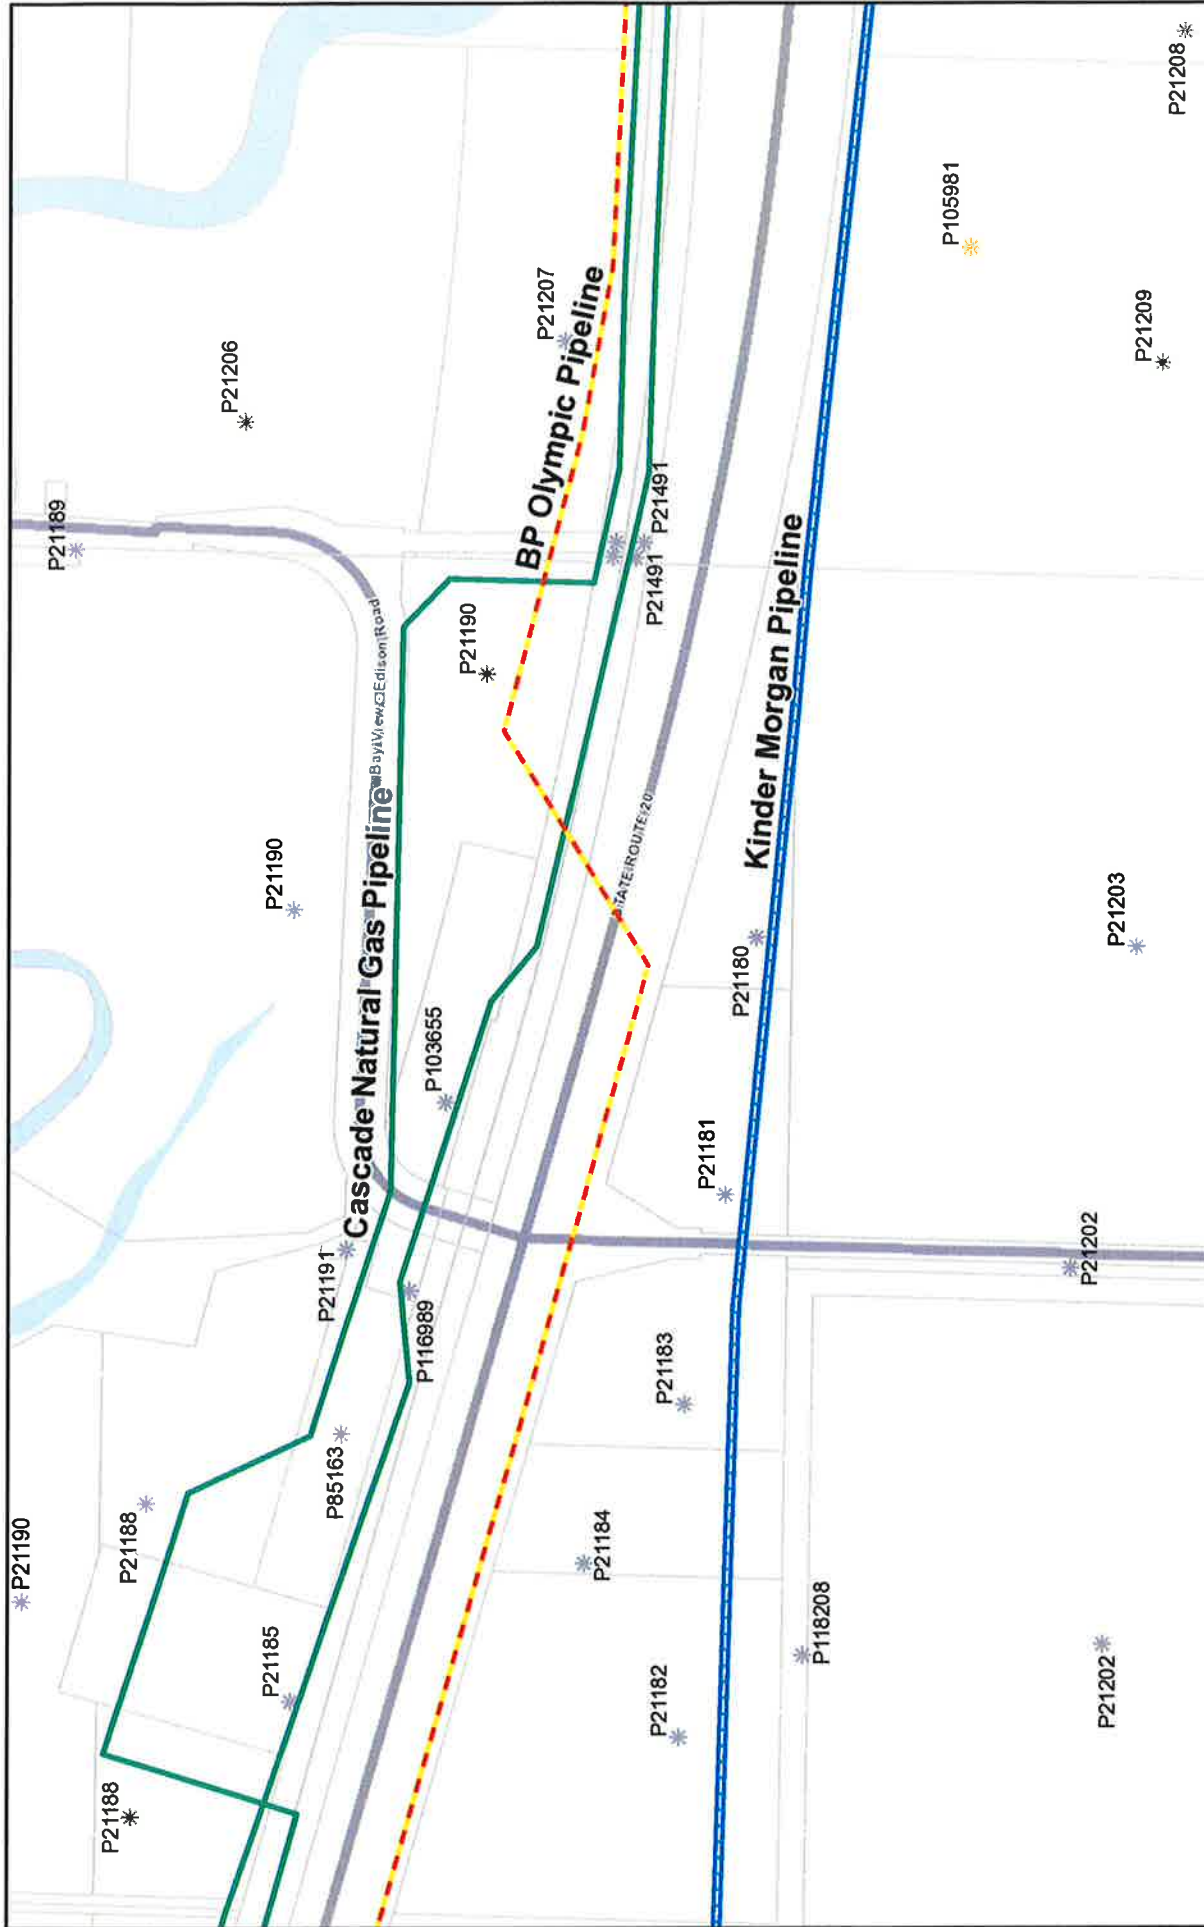 P21190
P21188
P21188
P21185
P85163
P21191
P116989
Cascade Natural Gas Pipeline
P103655
P21190
P21189
P21206
P21190
P21207
BP Olympic Pipeline
P21491
P21491
BayView Edison Road
STATE ROUTE 20
P21184
P21182
P21183
P118208
P21181
P21180
Kinder Morgan Pipeline
P21202
P21202
P21203
P105981
P21209
P21208